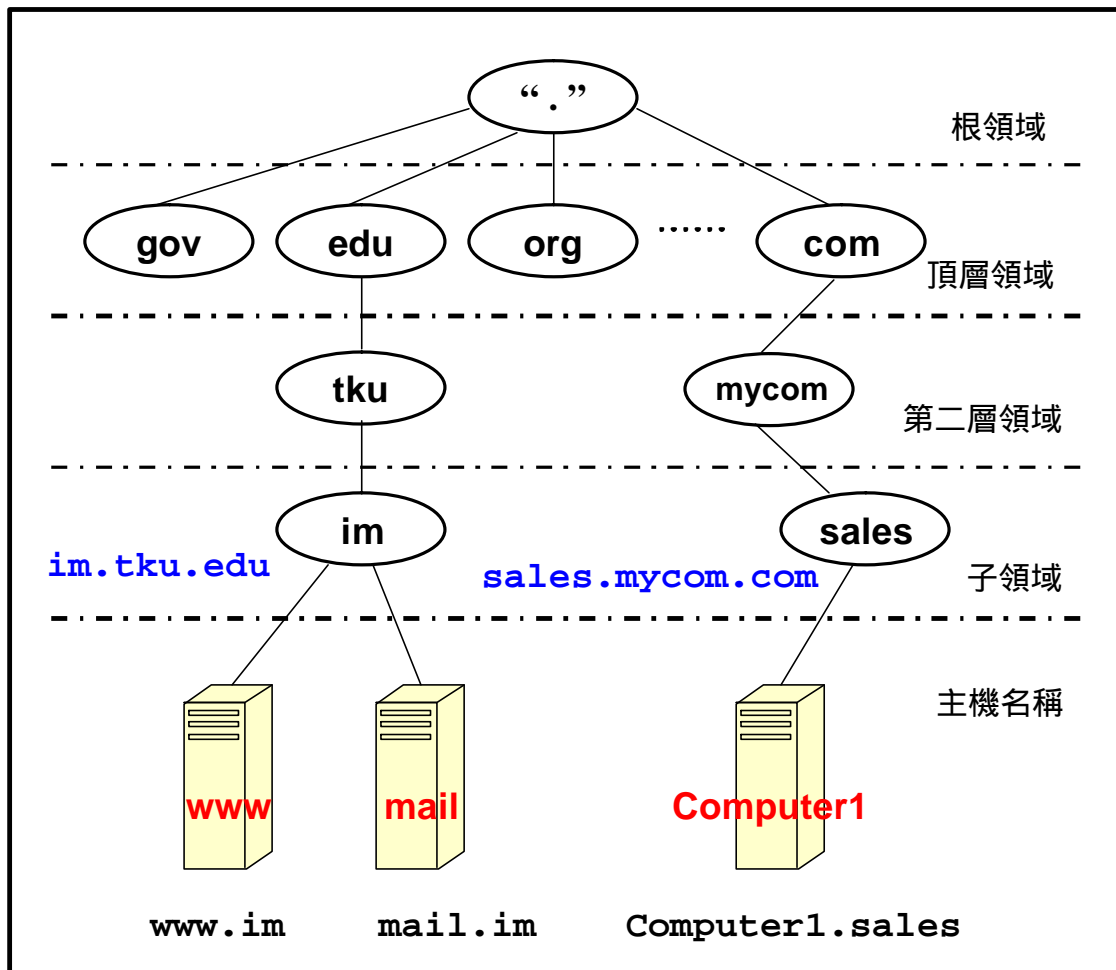 “.”
根領域
gov edu org ······ com
頂層領域
tku mycom
第二層領域
im sales
im.tku.edu sales.mycom.com
子領域
主機名稱
www mail Computer1
www.im mail.im Computer1.sales